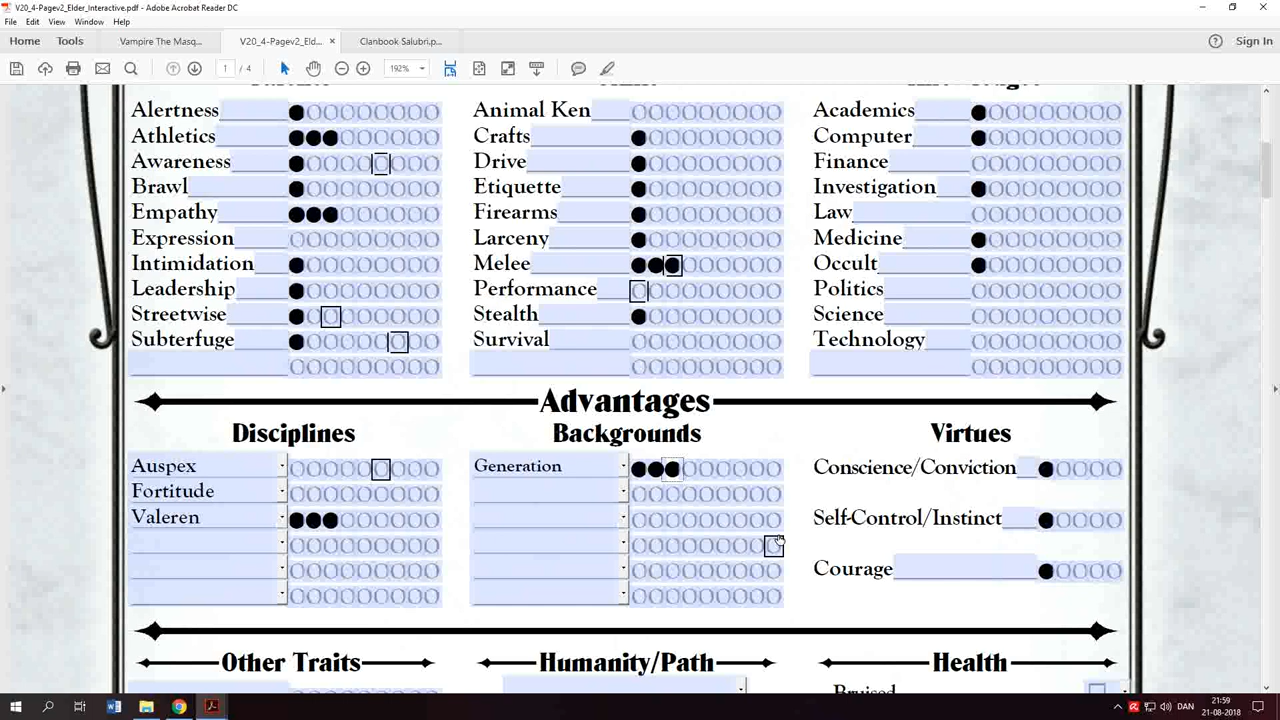 V20_4-Pagev2_Elder_Interactive.pdf - Adobe Acrobat Reader DC
File Edit View Window Help
Home Tools Vampire The Masq... V20_4-Pagev2_Eld... × Clanbook Salubri.p... Sign In
1 / 4 192%
Alertness Animal Ken Academics
Athletics Crafts Computer
Awareness Drive Finance
Brawl Etiquette Investigation
Empathy Firearms Law
Expression Larceny Medicine
Intimidation Melee Occult
Leadership Performance Politics
Streetwise Stealth Science
Subterfuge Survival Technology
Advantages
Disciplines Backgrounds Virtues
Auspex Generation Conscience/Conviction
Fortitude
Valeren Self-Control/Instinct
Courage
Other Traits Humanity/Path Health
Bruised
DAN 21:59
21-08-2018